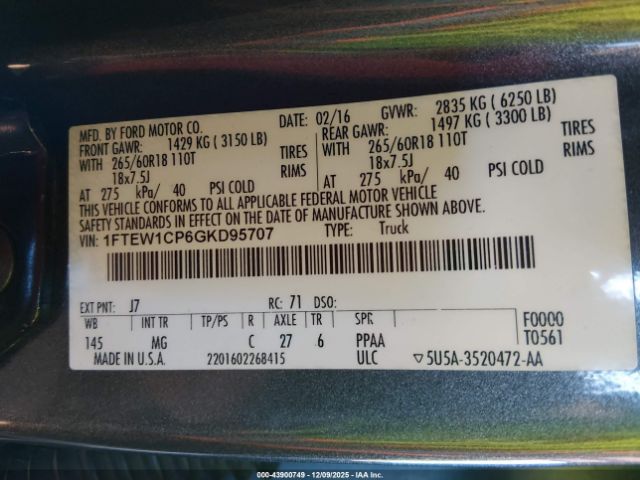 MFD. BY FORD MOTOR CO. DATE: 02/16 GVWR: 2835 KG ( 6250 LB)
FRONT GAWR: 1429 KG ( 3150 LB) REAR GAWR: 1497 KG ( 3300 LB)
WITH 265/60R18 110T TIRES WITH 265/60R18 110T TIRES
18x7.5J RIMS 18x7.5J RIMS
AT 275 kPa/ 40 PSI COLD AT 275 kPa/ 40 PSI COLD
THIS VEHICLE CONFORMS TO ALL APPLICABLE FEDERAL MOTOR VEHICLE
SAFETY STANDARDS IN EFFECT ON THE DATE OF MANUFACTURE SHOWN ABOVE.
VIN: 1FTEW1CP6GKD95707 TYPE: Truck
EXT PNT: J7 RC: 71 DSO:
WB INT TR TP/PS R AXLE TR SPR F0000
145 MG C 27 6 PPAA T0561
MADE IN U.S.A. 2201602268415 ULC ▽5U5A-3520472-AA
000-43900749 - 12/09/2025 - IAAI.COM